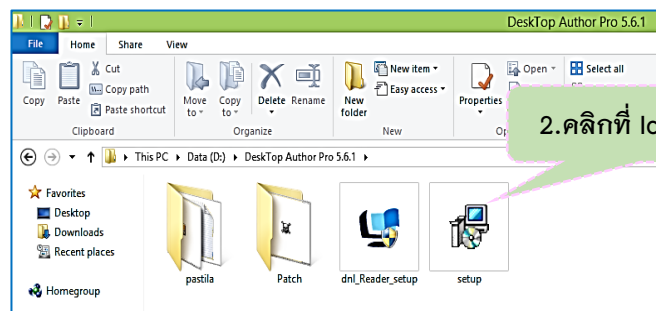 DeskTop Author Pro 5.6.1
File Home Share View
Cut
Copy path
Paste shortcut
Copy Paste
Move to
Copy to
Delete Rename
New folder
New item
Easy access
Properties
Open
Select all
Clipboard Organize New
2.คลิกที่
This PC Data (D:) DeskTop Author Pro 5.6.1
Favorites
Desktop
Downloads
Recent places
Homegroup
pastila Patch dnl_Reader_setup setup